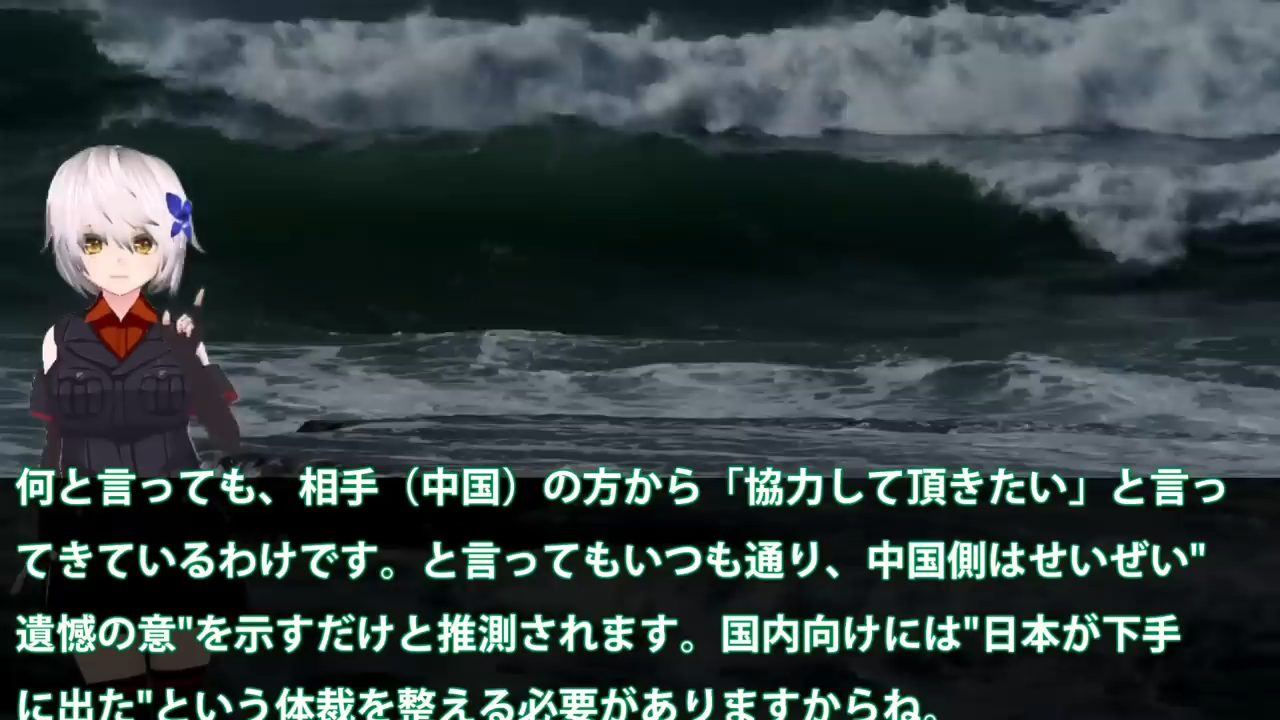 何と言っても、相手（中国）の方から「協力して頂きたい」と言っ
てきているわけです。と言ってもいつも通り、中国側はせいぜい"
遺憾の意"を示すだけと推測されます。国内向けには"日本が下手
に出た"という体裁を整える必要がありますからね。